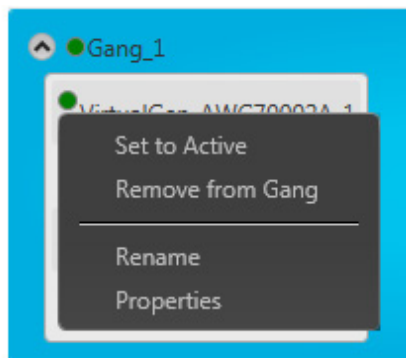 Gang_1
Set to Active
Remove from Gang
Rename
Properties